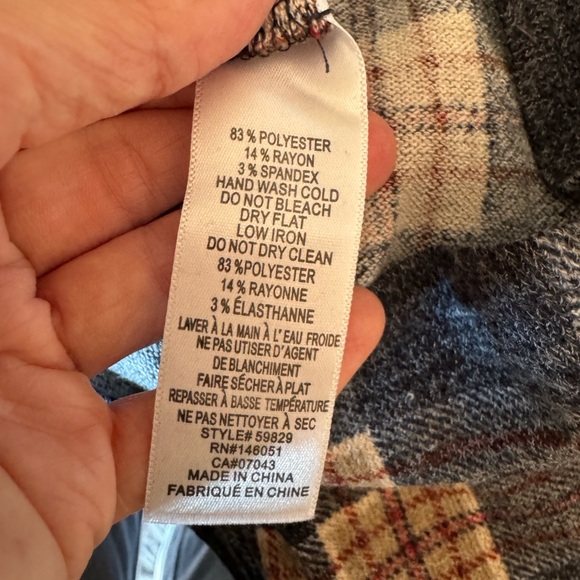 83% POLYESTER
14% RAYON
3% SPANDEX
HAND WASH COLD
DO NOT BLEACH
DRY FLAT
LOW IRON
DO NOT DRY CLEAN
83%POLYESTER
14% RAYONNE
3% ÉLASTHANNE
LAVER À LA MAIN À L'EAU FROIDE
NE PAS UTISER D'AGENT
DE BLANCHIMENT
FAIRE SÉCHER À PLAT
REPASSER À BASSE TEMPÉRATURE
NE PAS NETTOYER À SEC
STYLE# 59829
RN#146051
CA#07043
MADE IN CHINA
FABRIQUÉ EN CHINE